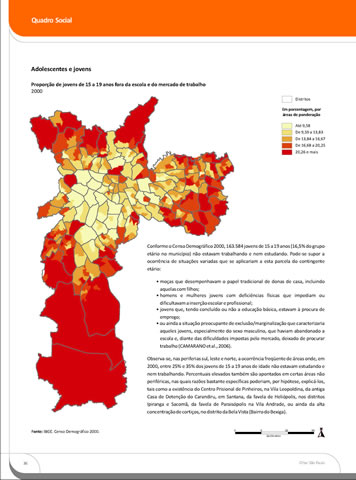 Quadro Social
Adolescentes e jovens
Proporção de jovens de 15 a 19 anos fora da escola e do mercado de trabalho
2000
Distritos
Em porcentagem, por
áreas de ponderação
Até 9,58
De 9,59 a 13,83
De 13,84 a 16,67
De 16,68 a 20,25
20,26 e mais
Conforme o Censo Demográfico 2000, 163.584 jovens de 15 a 19 anos (16,5% do grupo
etário no município) não estavam trabalhando e nem estudando. Pode-se supor a
ocorrência de situações variadas que se aplicariam a esta parcela do contingente
etário:
• moças que desempenhavam o papel tradicional de donas de casa, incluindo
aquelas com filhos;
• homens e mulheres jovens com deficiências físicas que impediam ou
dificultavam a inserção escolar e profissional;
• jovens que, tendo concluído ou não a educação básica, estavam à procura de
emprego;
• ou ainda a situação preocupante de exclusão/marginalização que caracterizaria
aqueles jovens, especialmente do sexo masculino, que haviam abandonado a
escola e, diante das dificuldades impostas pelo mercado, deixado de procurar
trabalho (CAMARANO et al., 2006).
Observa-se, nas periferias sul, leste e norte, a ocorrência frequente de áreas onde, em
2000, entre 25% e 35% dos jovens de 15 a 19 anos de idade não estavam estudando e
nem trabalhando. Percentuais elevados também são apontados em certas áreas não
periféricas, nas quais razões bastante específicas poderiam, por hipótese, explicá-los,
tais como a existência do Centro Prisional de Pinheiros, na Vila Leopoldina, da antiga
Casa de Detenção do Carandiru, em Santana, da favela de Heliópolis, nos distritos
Ipiranga e Sacomã, da favela de Paraisópolis na Vila Andrade, ou ainda da alta
concentração de cortiços, no distrito da Bela Vista (Bairro do Bexiga).
Fonte: IBGE. Censo Demográfico 2000.